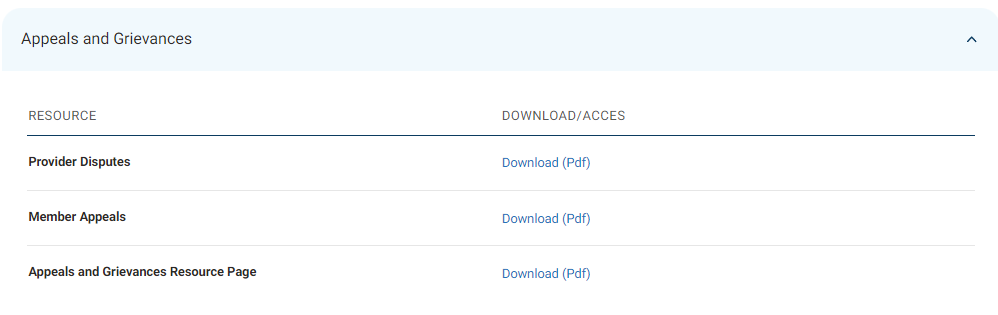 Appeals and Grievances
RESOURCE DOWNLOAD/ACCES
Provider Disputes Download (Pdf)
Member Appeals Download (Pdf)
Appeals and Grievances Resource Page Download (Pdf)